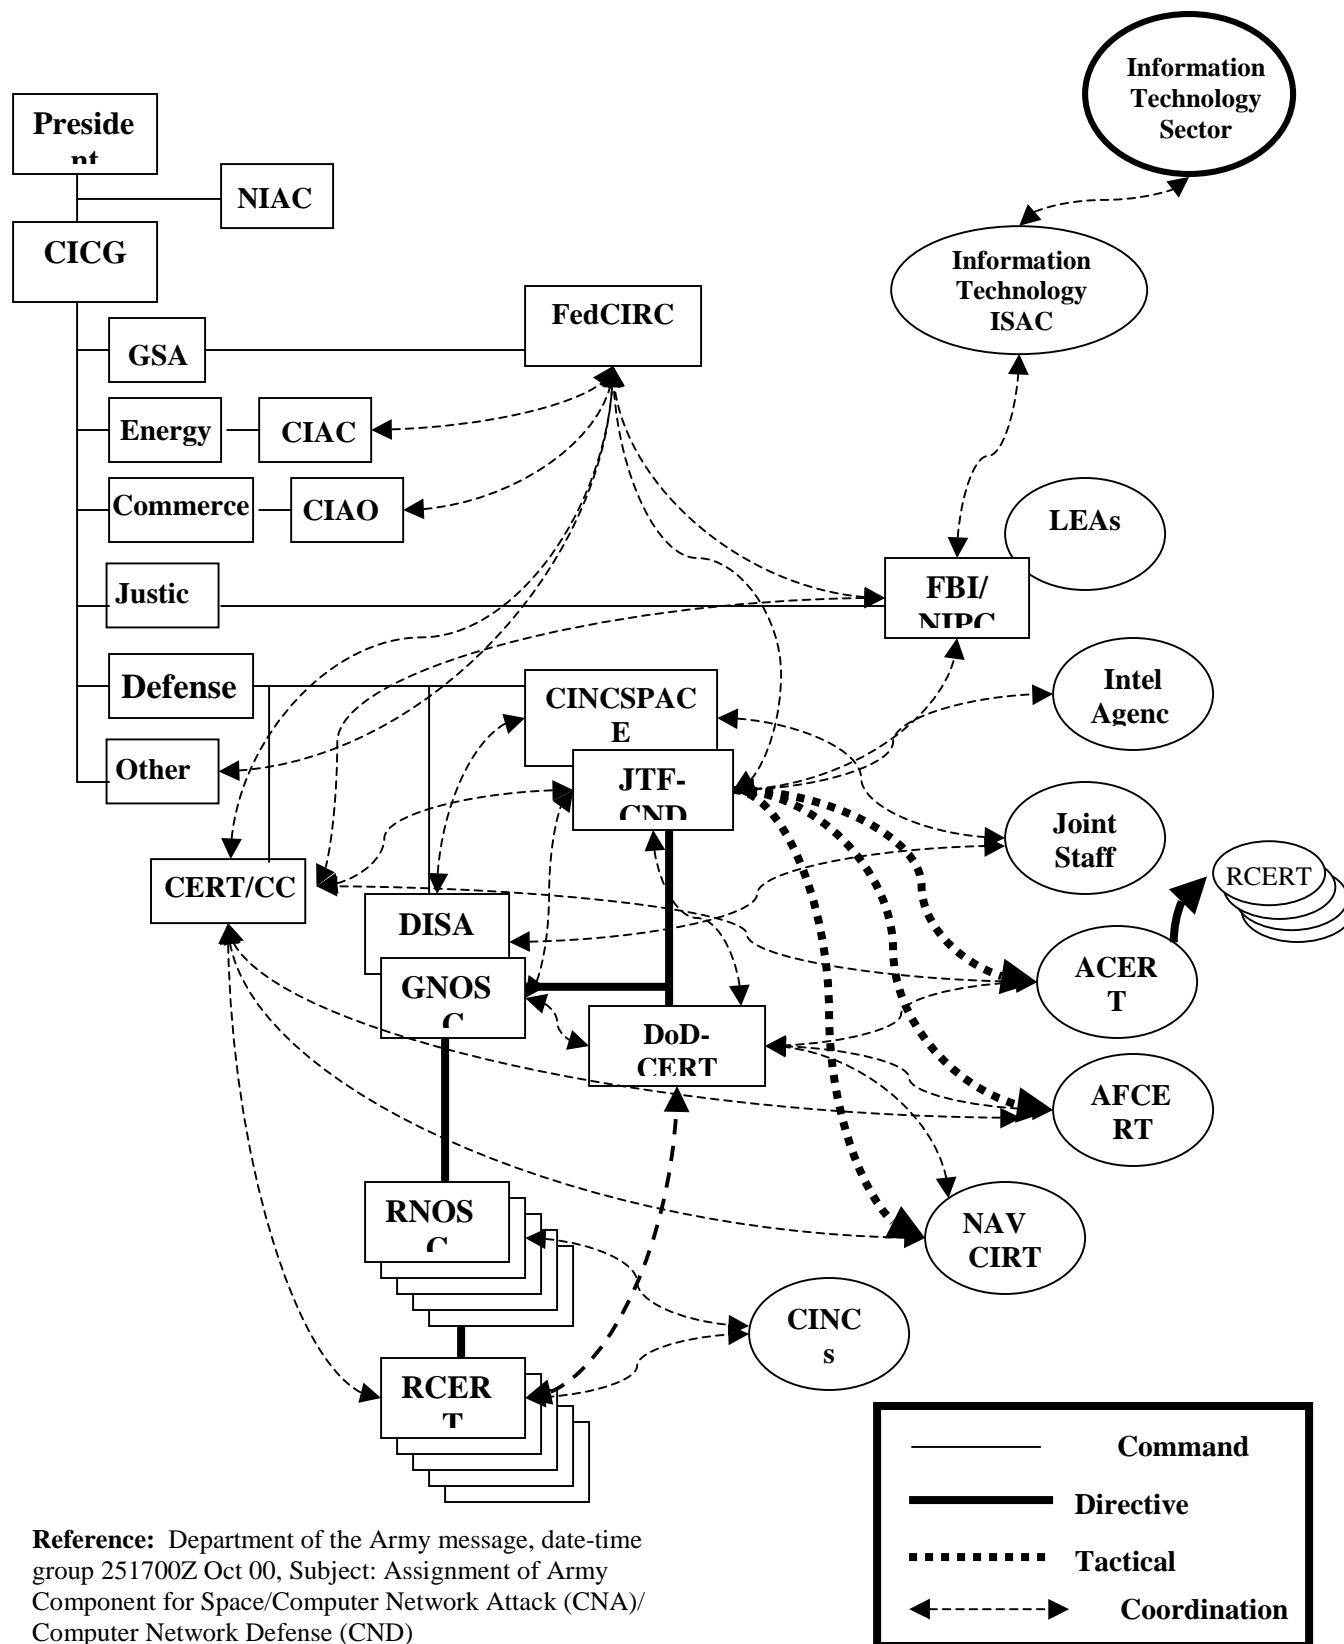 Information
Technology
Sector
Preside
nt
NIAC
CICG
Information
Technology
ISAC
FedCIRC
GSA
Energy
CIAC
Commerce
CIAO
LEAs
Justic
FBI/
NIPC
Defense
CINCSPAC
E
Intel
Agenc
Other
JTF-
CND
Joint
Staff
RCERT
CERT/CC
DISA
ACER
T
GNOS
C
DoD-
CERT
AFCE
RT
RNOS
C
NAV
CIRT
CINC
s
RCER
T
Command
Directive
Tactical
Coordination
Reference: Department of the Army message, date-time
group 251700Z Oct 00, Subject: Assignment of Army
Component for Space/Computer Network Attack (CNA)/
Computer Network Defense (CND)